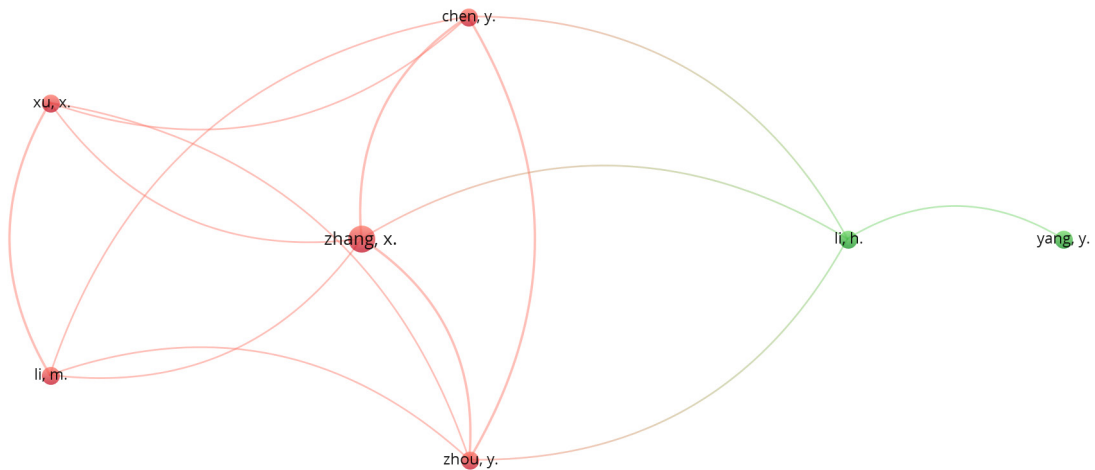 chen, y.
xu, x.
zhang, x.
li, h.
yang, y.
li, m.
zhou, y.